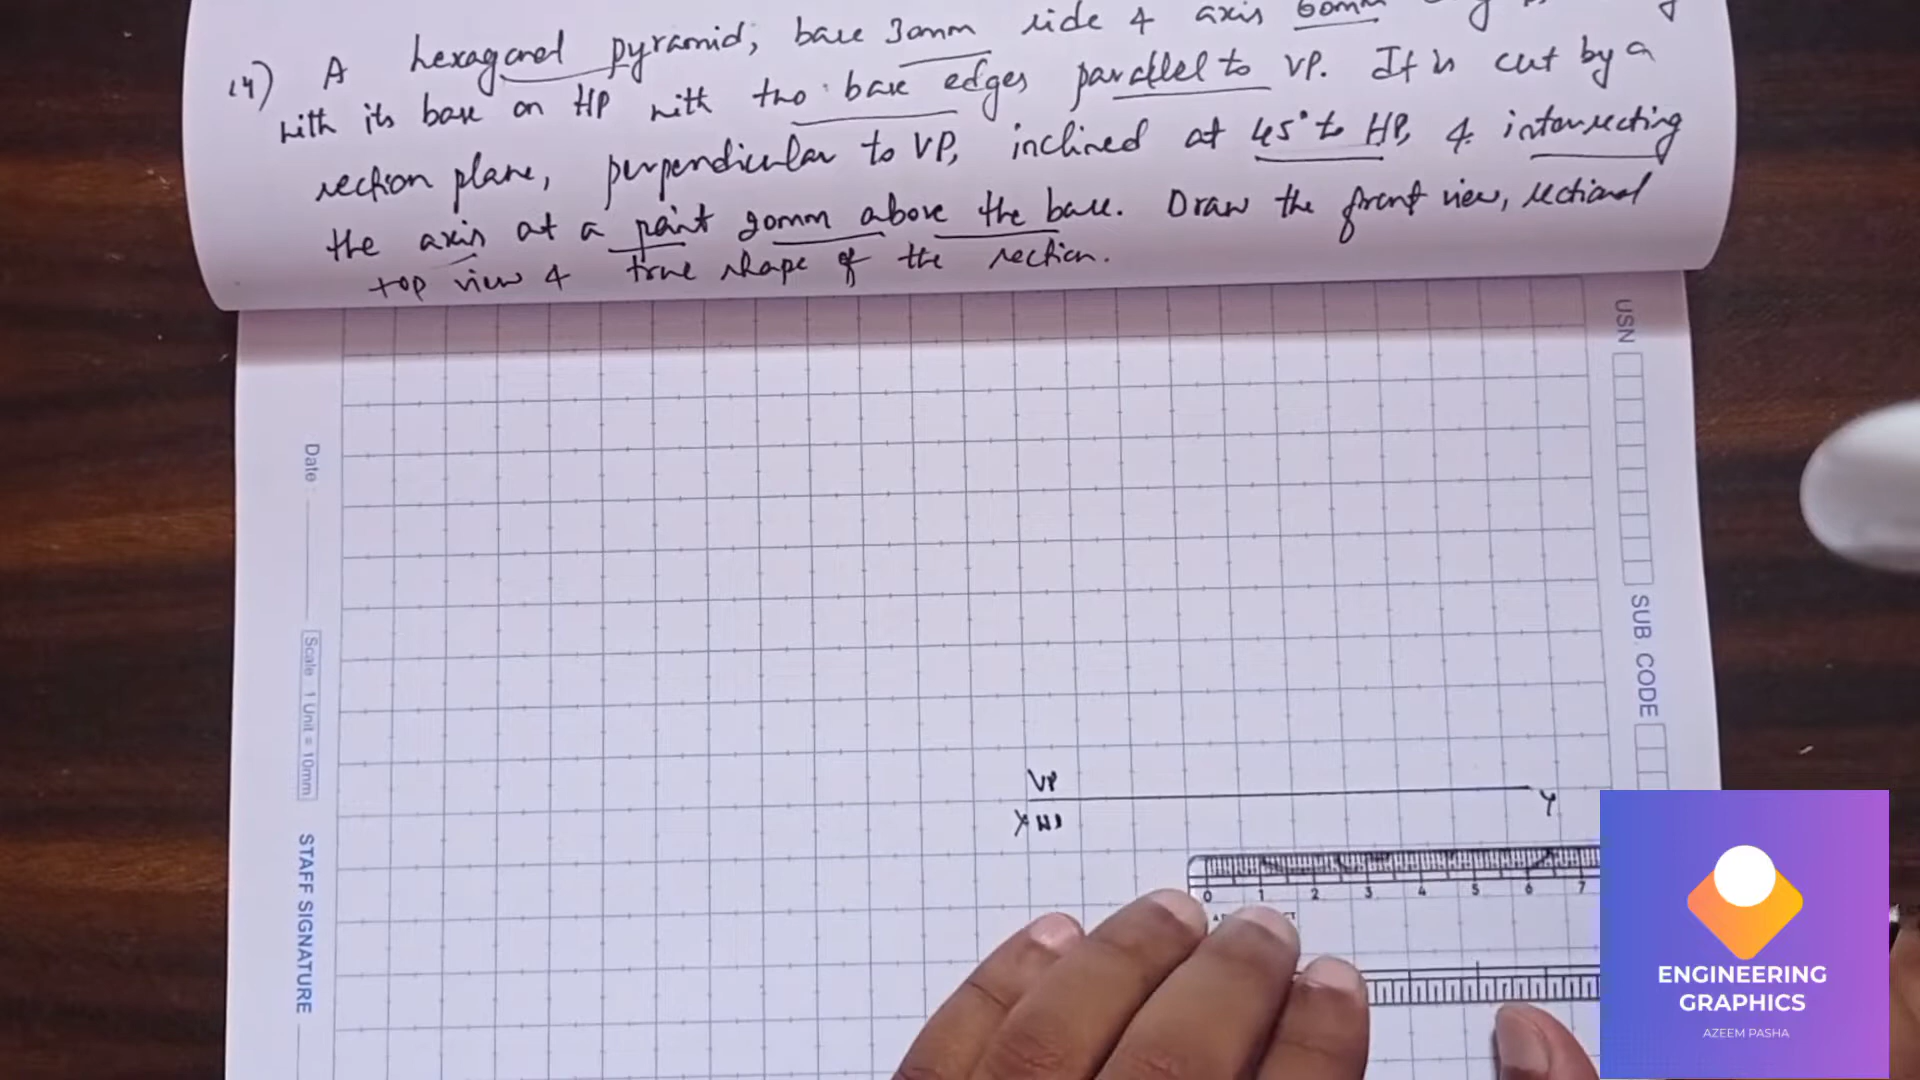 14) A hexagonal pyramid, base 30mm side & axis 60mm
with its base on HP with two base edges parallel to VP. It is cut by a
section plane, perpendicular to VP, inclined at 45° to HP, & intersecting
the axis at a point 20mm above the base. Draw the front view, sectional
top view & true shape of the section.
USN
Date :
Scale 1 Unit = 10mm
SUB. CODE
STAFF SIGNATURE
VP
X HP
Y
0 1 2 3 4 5 6 7
ENGINEERING
GRAPHICS
AZEEM PASHA